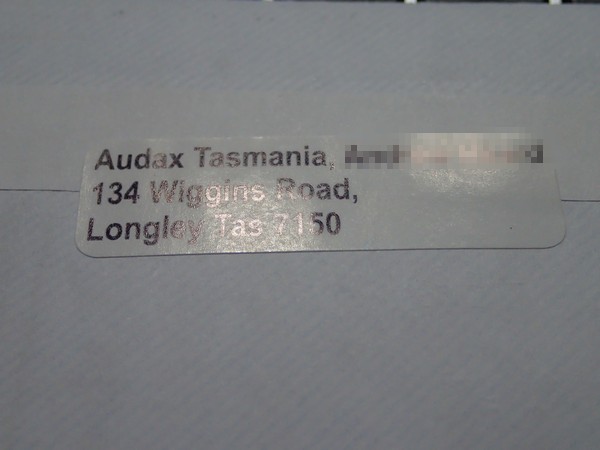 Audax Tasmania,
134 Wiggins Road,
Longley Tas 7150